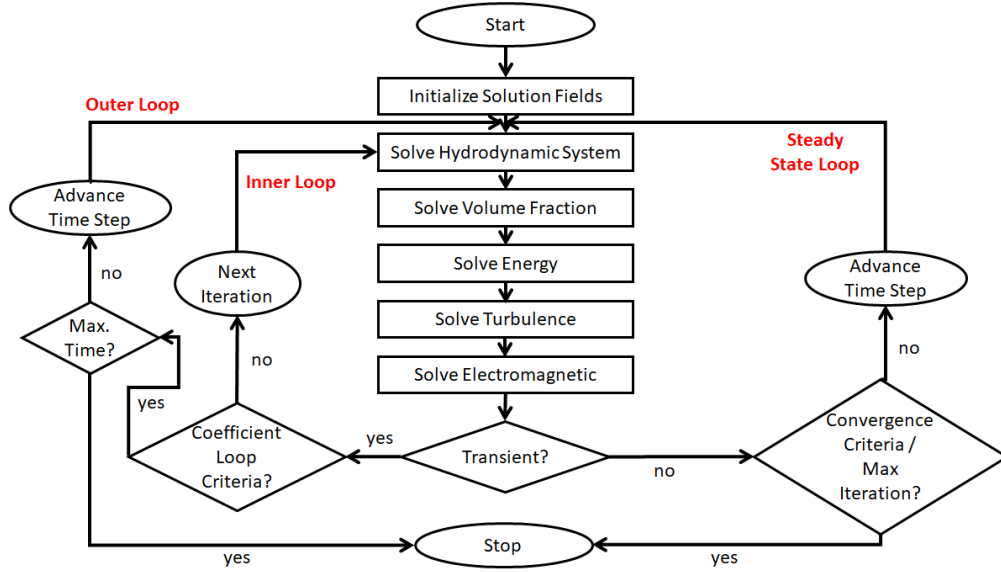 Start
Initialize Solution Fields
Outer Loop
Steady
State Loop
Solve Hydrodynamic System
Inner Loop
Advance
Time Step
Solve Volume Fraction
Solve Energy
Next
Iteration
Advance
Time Step
no
Max.
Time?
Solve Turbulence
no
no
Solve Electromagnetic
yes
Coefficient
Loop
Criteria?
yes
Transient?
no
Convergence
Criteria /
Max
Iteration?
Stop
yes
yes